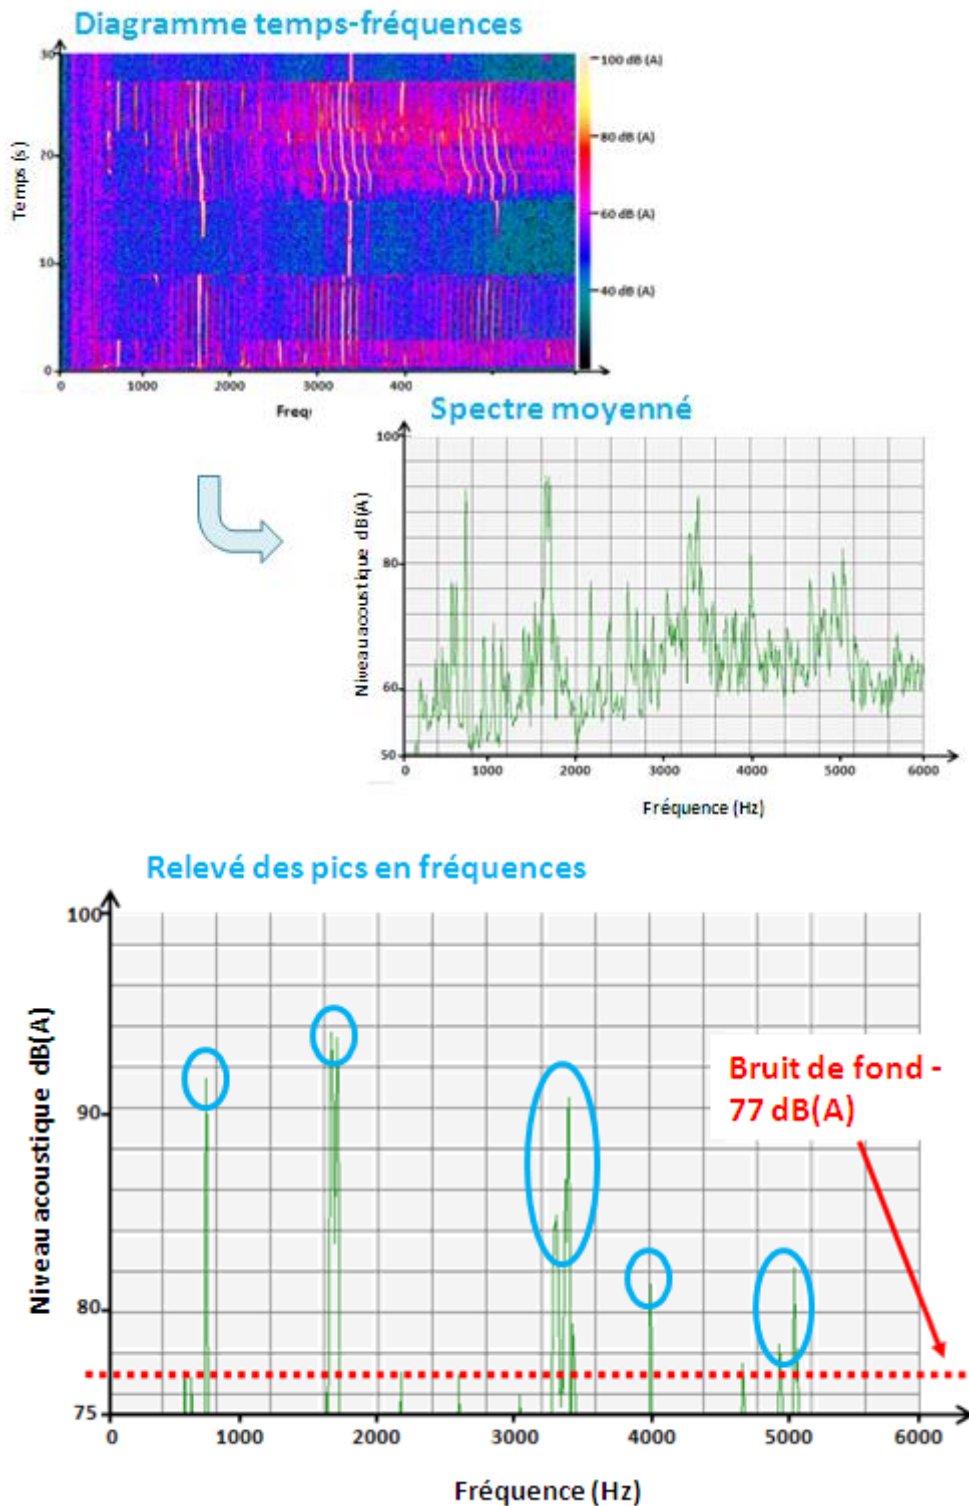 Diagramme temps-fréquences
30
20
10
0
Temps (s)
100 dB (A)
80 dB (A)
60 dB (A)
40 dB (A)
0 1000 2000 3000 400
Frequ
Spectre moyenné
100
80
60
50
Niveau acoustique dB(A)
0 1000 2000 3000 4000 5000 6000
Fréquence (Hz)
Relevé des pics en fréquences
100
90
80
75
Niveau acoustique dB(A)
Bruit de fond -
77 dB(A)
0 1000 2000 3000 4000 5000 6000
Fréquence (Hz)